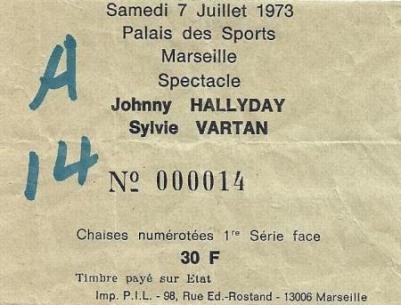 Samedi 7 Juillet 1973
Palais des Sports
Marseille
Spectacle
Johnny HALLYDAY
Sylvie VARTAN
A
14
Nº 000014
Chaises numérotées 1re Série face
30 F
Timbre payé sur Etat
Imp. P.I.L. - 98, Rue Ed.-Rostand - 13006 Marseille